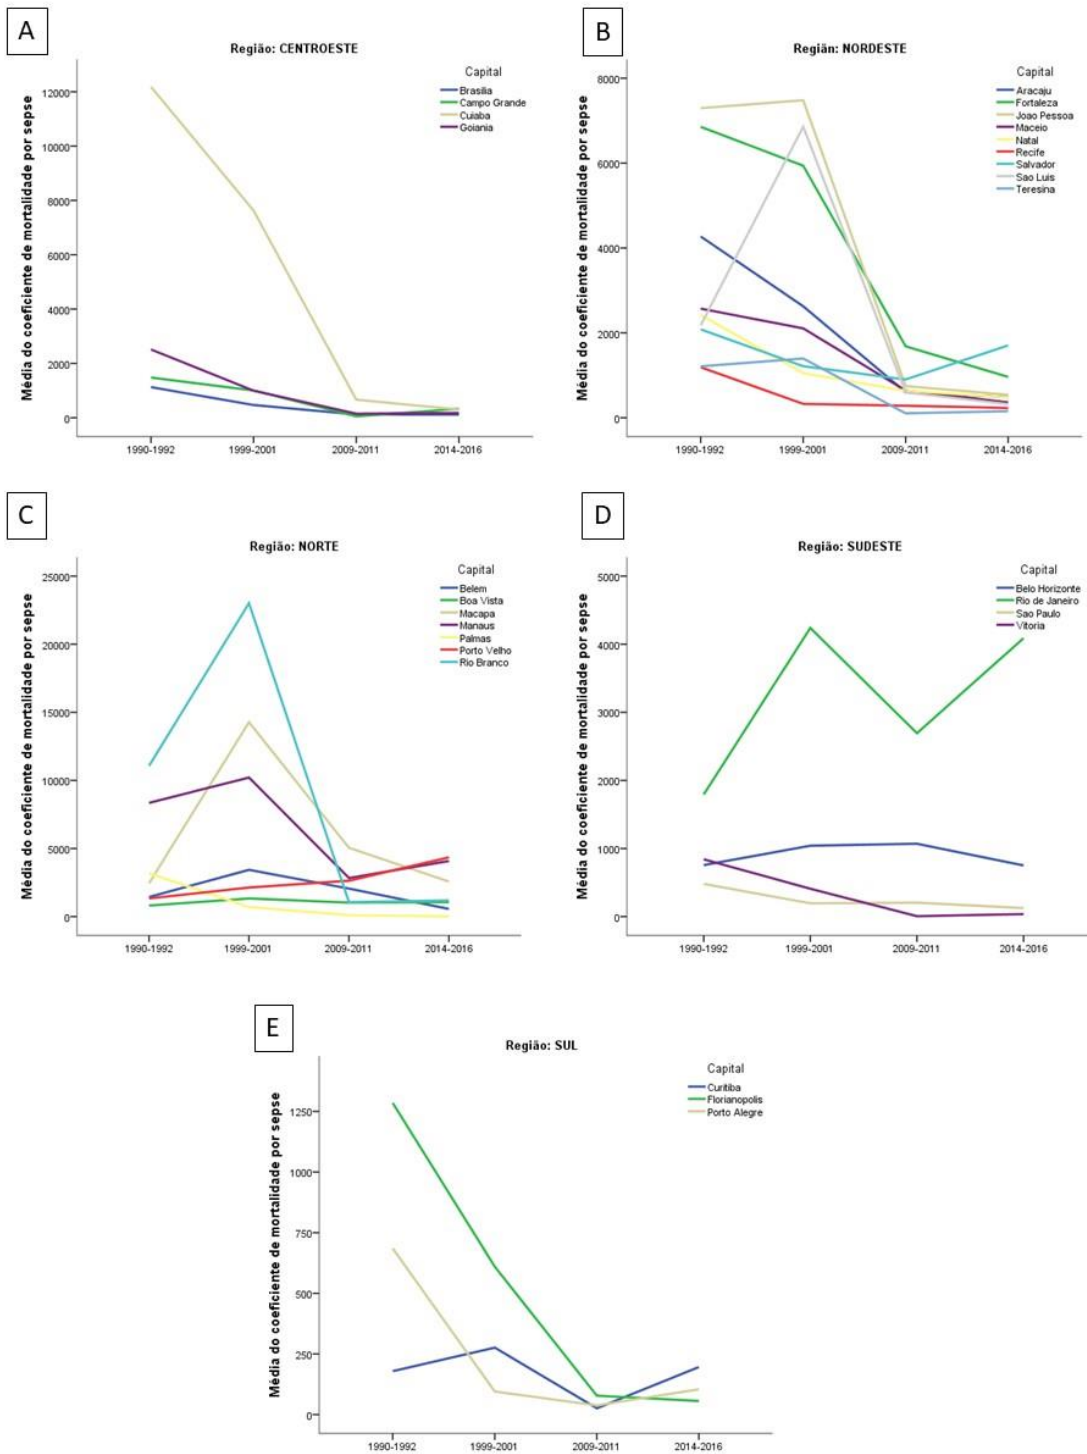 A
Região: CENTROESTE
Capital
Brasilia
Campo Grande
Cuiaba
Goiania
Média do coeficiente de mortalidade por sepse
12000
10000
8000
6000
4000
2000
0
1990-1992
1999-2001
2009-2011
2014-2016
B
Regiãn: NORDESTE
Capital
Aracaju
Fortaleza
Joao Pessoa
Maceio
Natal
Recife
Salvador
Sao Luis
Teresina
Média do coeficiente de mortalidade por sepse
8000
6000
4000
2000
0
1990-1992
1999-2001
2009-2011
2014-2016
C
Região: NORTE
Capital
Belem
Boa Vista
Macapa
Manaus
Palmas
Porto Velho
Rio Branco
Média do coeficiente de mortalidade por sepse
25000
20000
15000
10000
5000
0
1990-1992
1999-2001
2009-2011
2014-2016
D
Região: SUDESTE
Capital
Belo Horizonte
Rio de Janeiro
Sao Paulo
Vitoria
Média do coeficiente de mortalidade por sepse
5000
4000
3000
2000
1000
0
1990-1992
1999-2001
2009-2011
2014-2016
E
Região: SUL
Capital
Curitiba
Florianopolis
Porto Alegre
Média do coeficiente de mortalidade por sepse
1250
1000
750
500
250
0
1990-1992
1999-2001
2009-2011
2014-2016